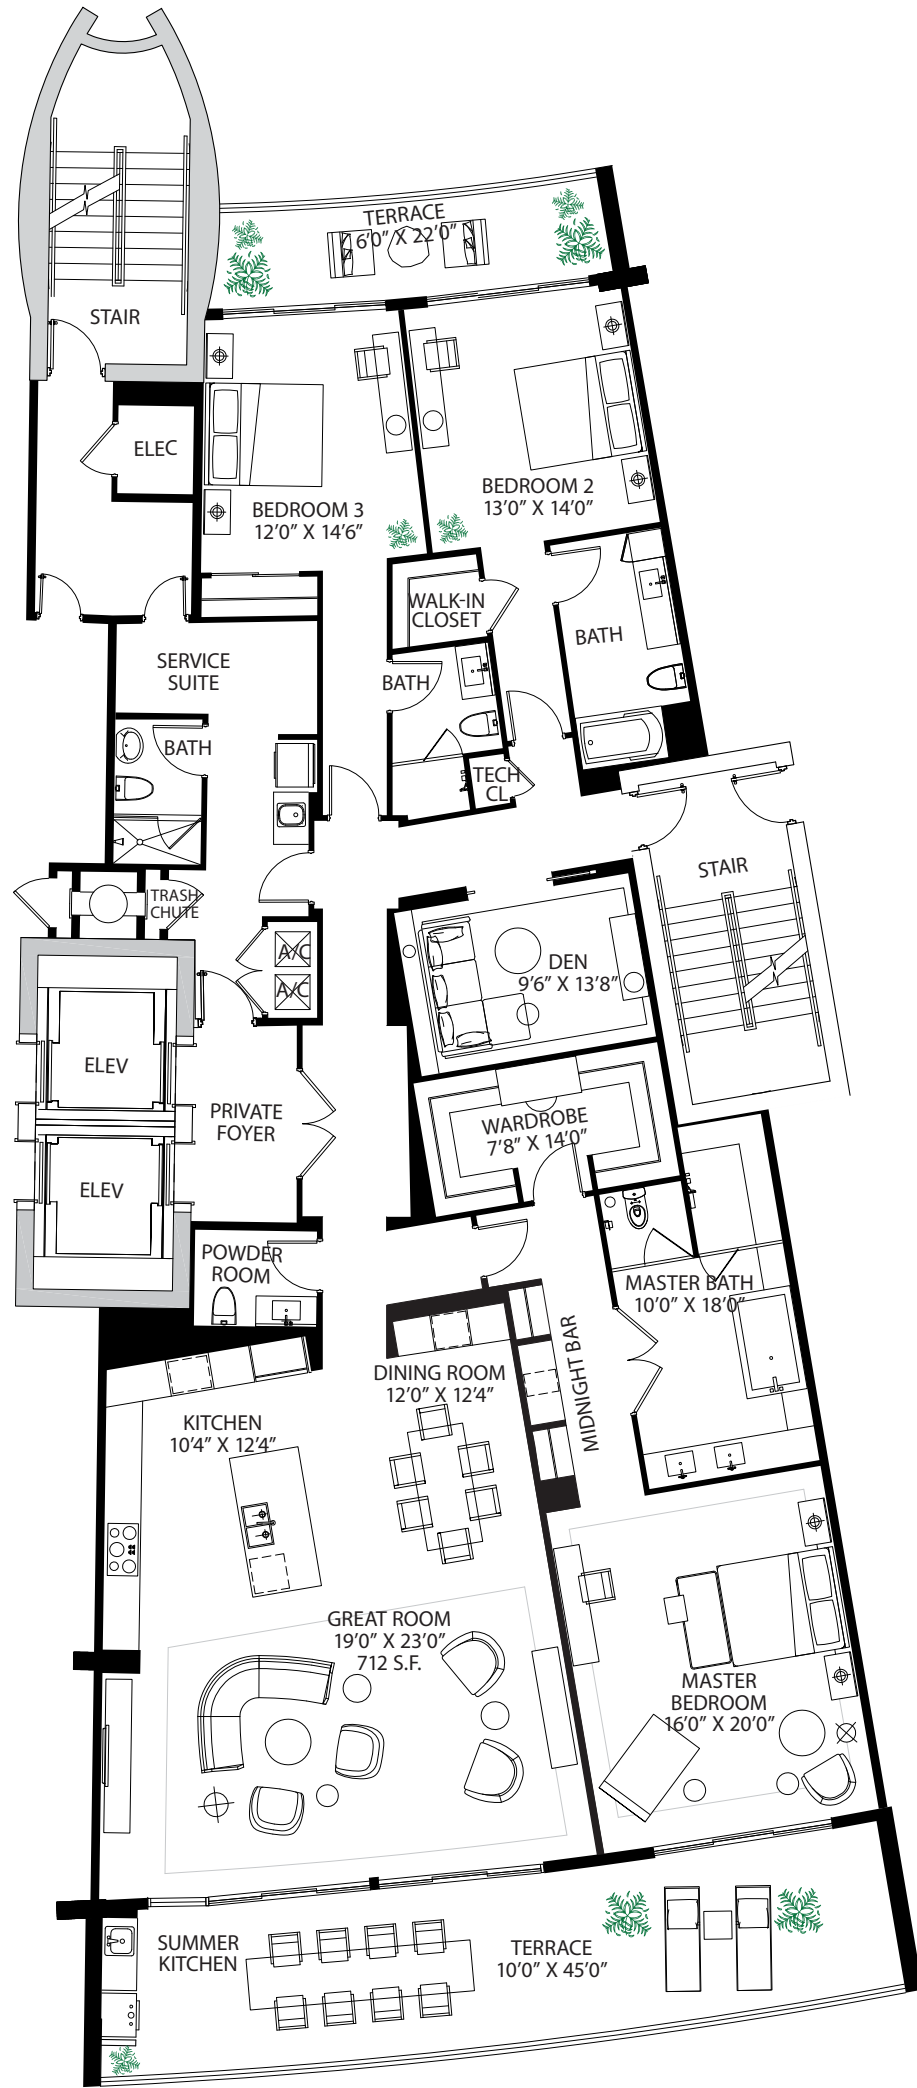 TERRACE
6’0” X 22’0”
STAIR
ELEC
BEDROOM 3
12’0” X 14’6”
BEDROOM 2
13’0” X 14’0”
WALK-IN
CLOSET
BATH
SERVICE
SUITE
BATH
BATH
TECH
CL
STAIR
TRASH
CHUTE
A/C
A/C
DEN
9’6” X 13’8”
ELEV
PRIVATE
FOYER
WARDROBE
7’8” X 14’0”
ELEV
POWDER
ROOM
MASTER BATH
10’0” X 18’0”
MIDNIGHT BAR
DINING ROOM
12’0” X 12’4”
KITCHEN
10’4” X 12’4”
GREAT ROOM
19’0” X 23’0”
712 S.F.
MASTER
BEDROOM
16’0” X 20’0”
SUMMER
KITCHEN
TERRACE
10’0” X 45’0”